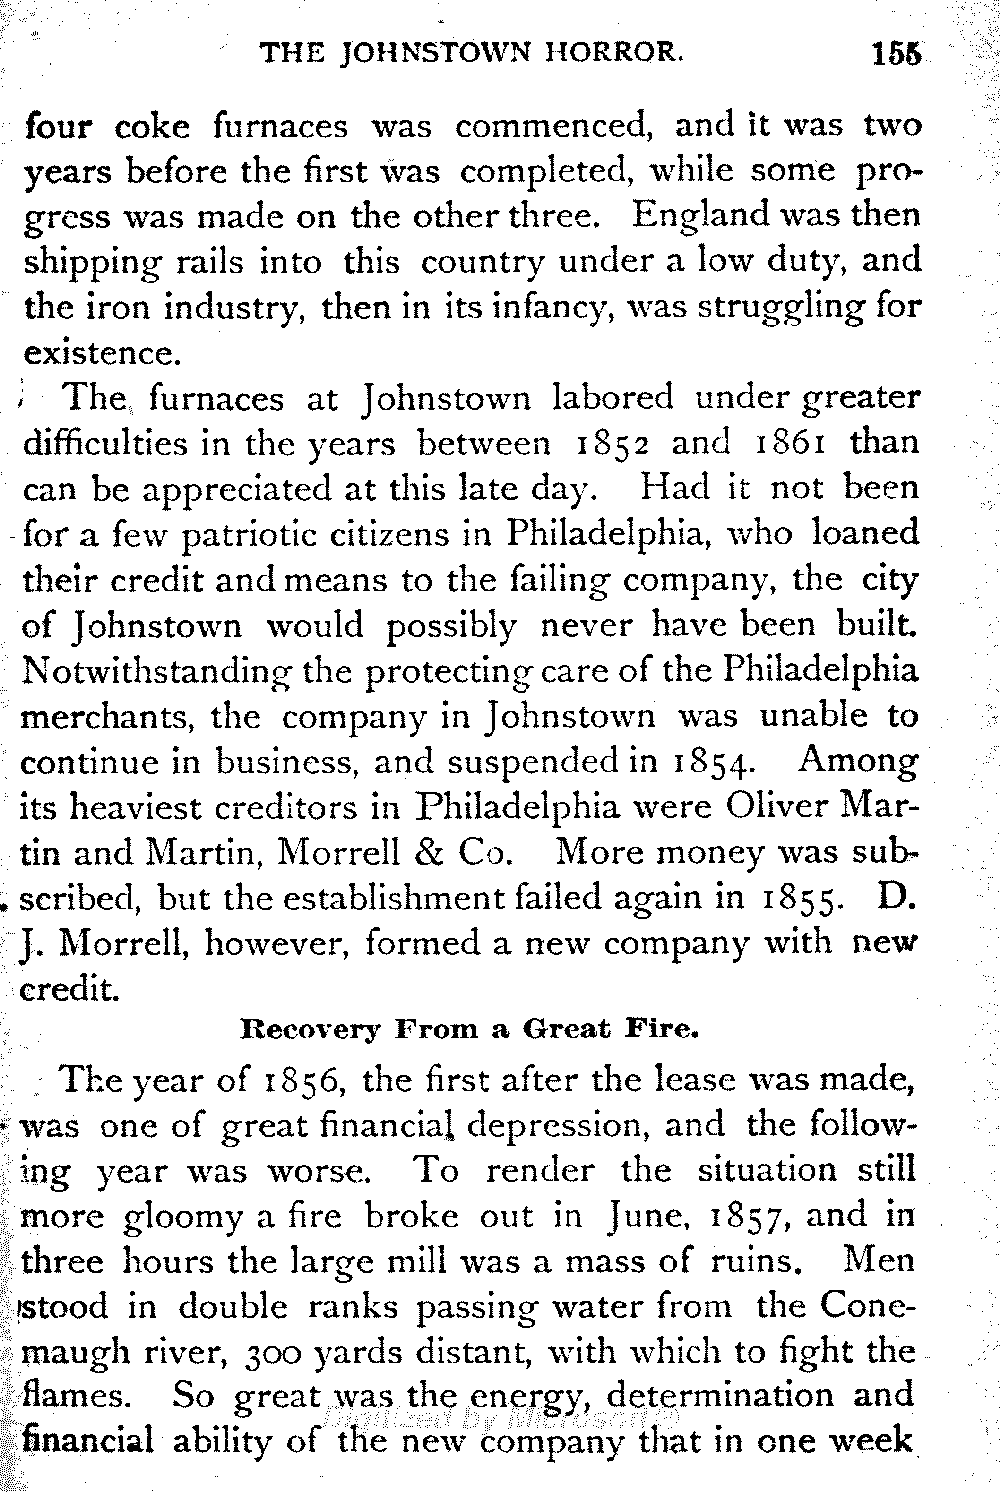 THE JOHNSTOWN HORROR. 155
four coke furnaces was commenced, and it was two
years before the first was completed, while some pro-
gress was made on the other three. England was then
shipping rails into this country under a low duty, and
the iron industry, then in its infancy, was struggling for
existence.
The furnaces at Johnstown labored under greater
difficulties in the years between 1852 and 1861 than
can be appreciated at this late day. Had it not been
for a few patriotic citizens in Philadelphia, who loaned
their credit and means to the failing company, the city
of Johnstown would possibly never have been built.
Notwithstanding the protecting care of the Philadelphia
merchants, the company in Johnstown was unable to
continue in business, and suspended in 1854. Among
its heaviest creditors in Philadelphia were Oliver Mar-
tin and Martin, Morrell & Co. More money was sub-
scribed, but the establishment failed again in 1855. D.
J. Morrell, however, formed a new company with new
credit.
Recovery From a Great Fire.
The year of 1856, the first after the lease was made,
was one of great financial depression, and the follow-
ing year was worse. To render the situation still
more gloomy a fire broke out in June, 1857, and in
three hours the large mill was a mass of ruins. Men
stood in double ranks passing water from the Cone-
maugh river, 300 yards distant, with which to fight the
flames. So great was the energy, determination and
financial ability of the new company that in one week